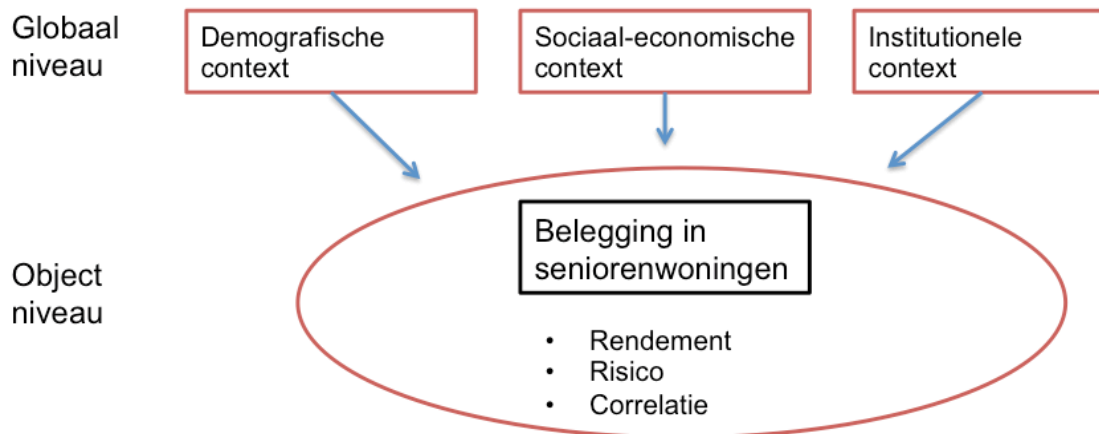 Globaal
niveau
Demografische
context
Sociaal-economische
context
Institutionele
context
Object
niveau
Belegging in
seniorenwoningen
• Rendement
• Risico
• Correlatie